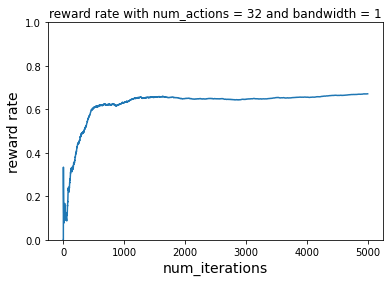 reward rate with num_actions = 32 and bandwidth = 1
1.0
0.8
0.6
0.4
0.2
0.0
reward rate
0 1000 2000 3000 4000 5000
num_iterations